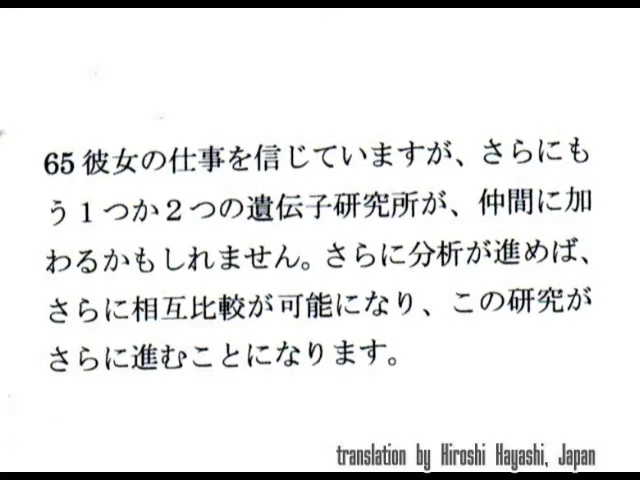 65 彼女の仕事を信じていますが、さらにも
う１つか２つの遺伝子研究所が、仲間に加
わるかもしれません。さらに分析が進めば、
さらに相互比較が可能になり、この研究が
さらに進むことになります。
translation by Hiroshi Hayashi, Japan